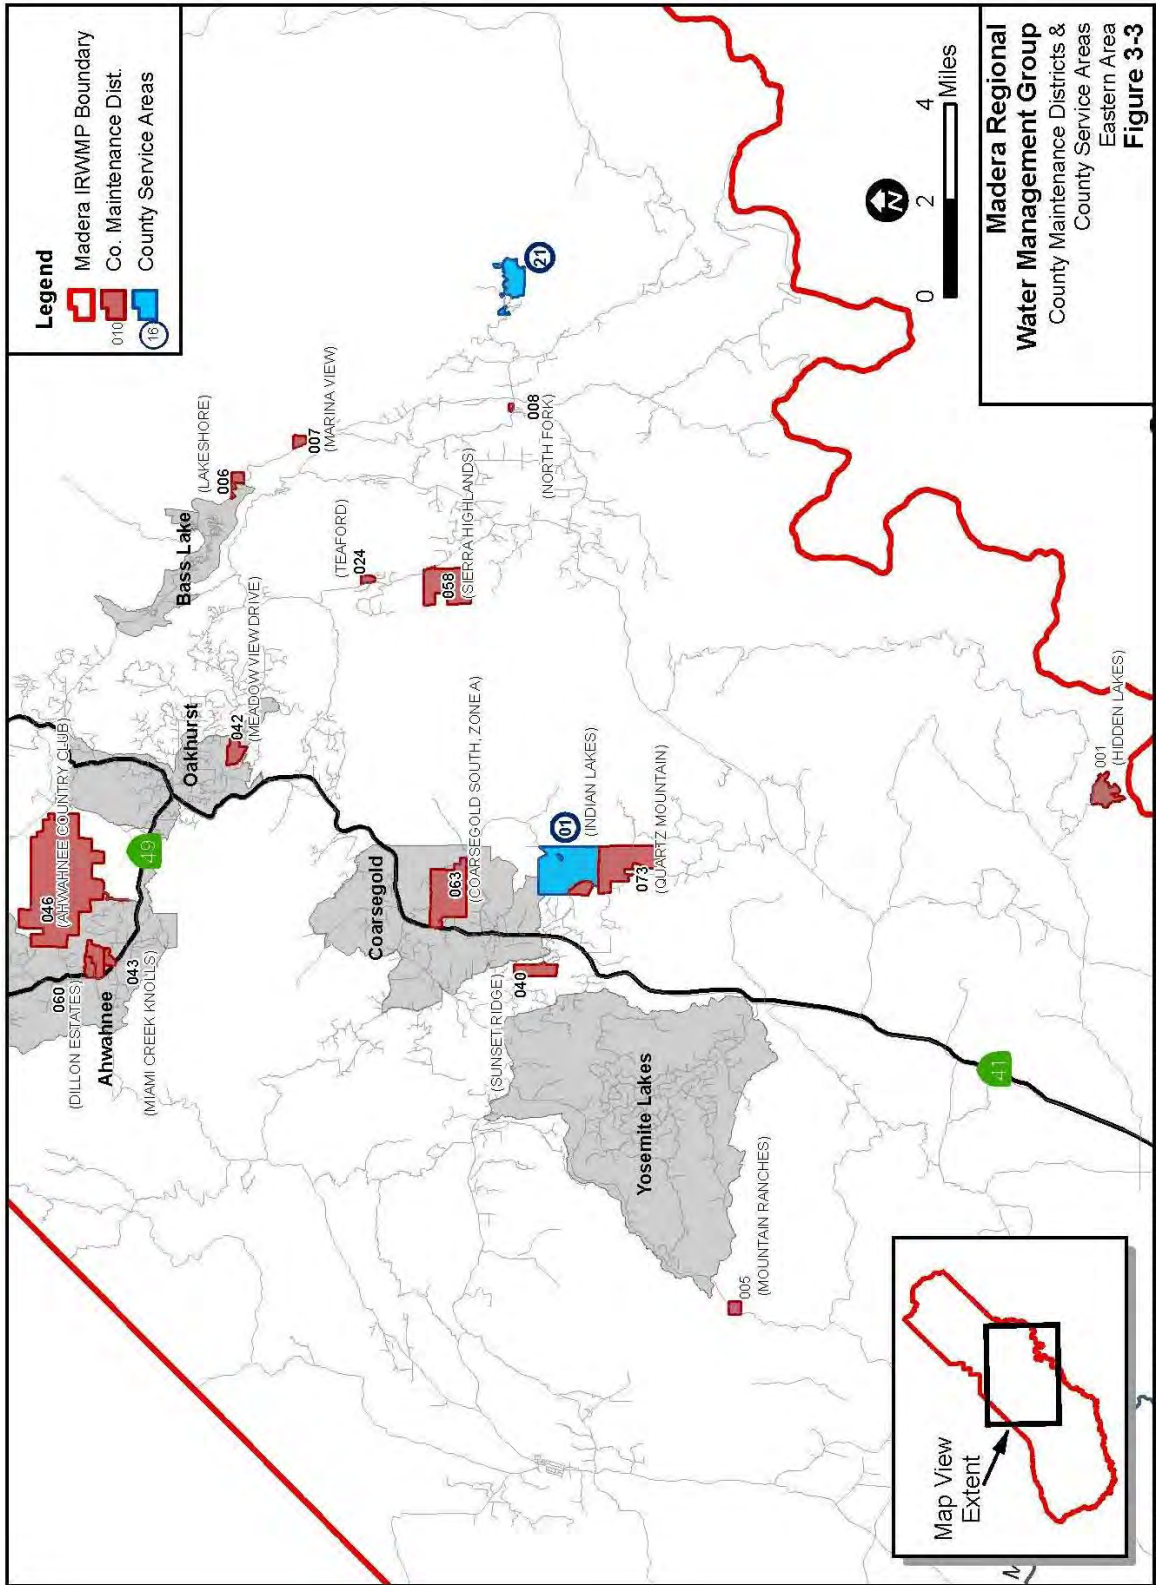 Legend
Madera IRWMP Boundary
010
Co. Maintenance Dist.
16
County Service Areas
046
(AHWAHNEE COUNTRY CLUB)
060
(DILLON ESTATES)
Ahwahnee
043
(MIAMI CREEK KNOLLS)
49
Oakhurst
042
(MEADOW VIEW DRIVE)
Bass Lake
(LAKESHORE)
006
007
(MARINA VIEW)
(TEAFORD)
024
058
(SIERRA HIGHLANDS)
008
(NORTH FORK)
21
Coarsegold
063
(COARSEGOLD SOUTH, ZONE A)
01
(INDIAN LAKES)
073
(QUARTZ MOUNTAIN)
(SUNSET RIDGE)
040
Yosemite Lakes
005
(MOUNTAIN RANCHES)
41
001
(HIDDEN LAKES)
N
0
2
4
Miles
Map View
Extent
Madera Regional
Water Management Group
County Maintenance Districts &
County Service Areas
Eastern Area
Figure 3-3